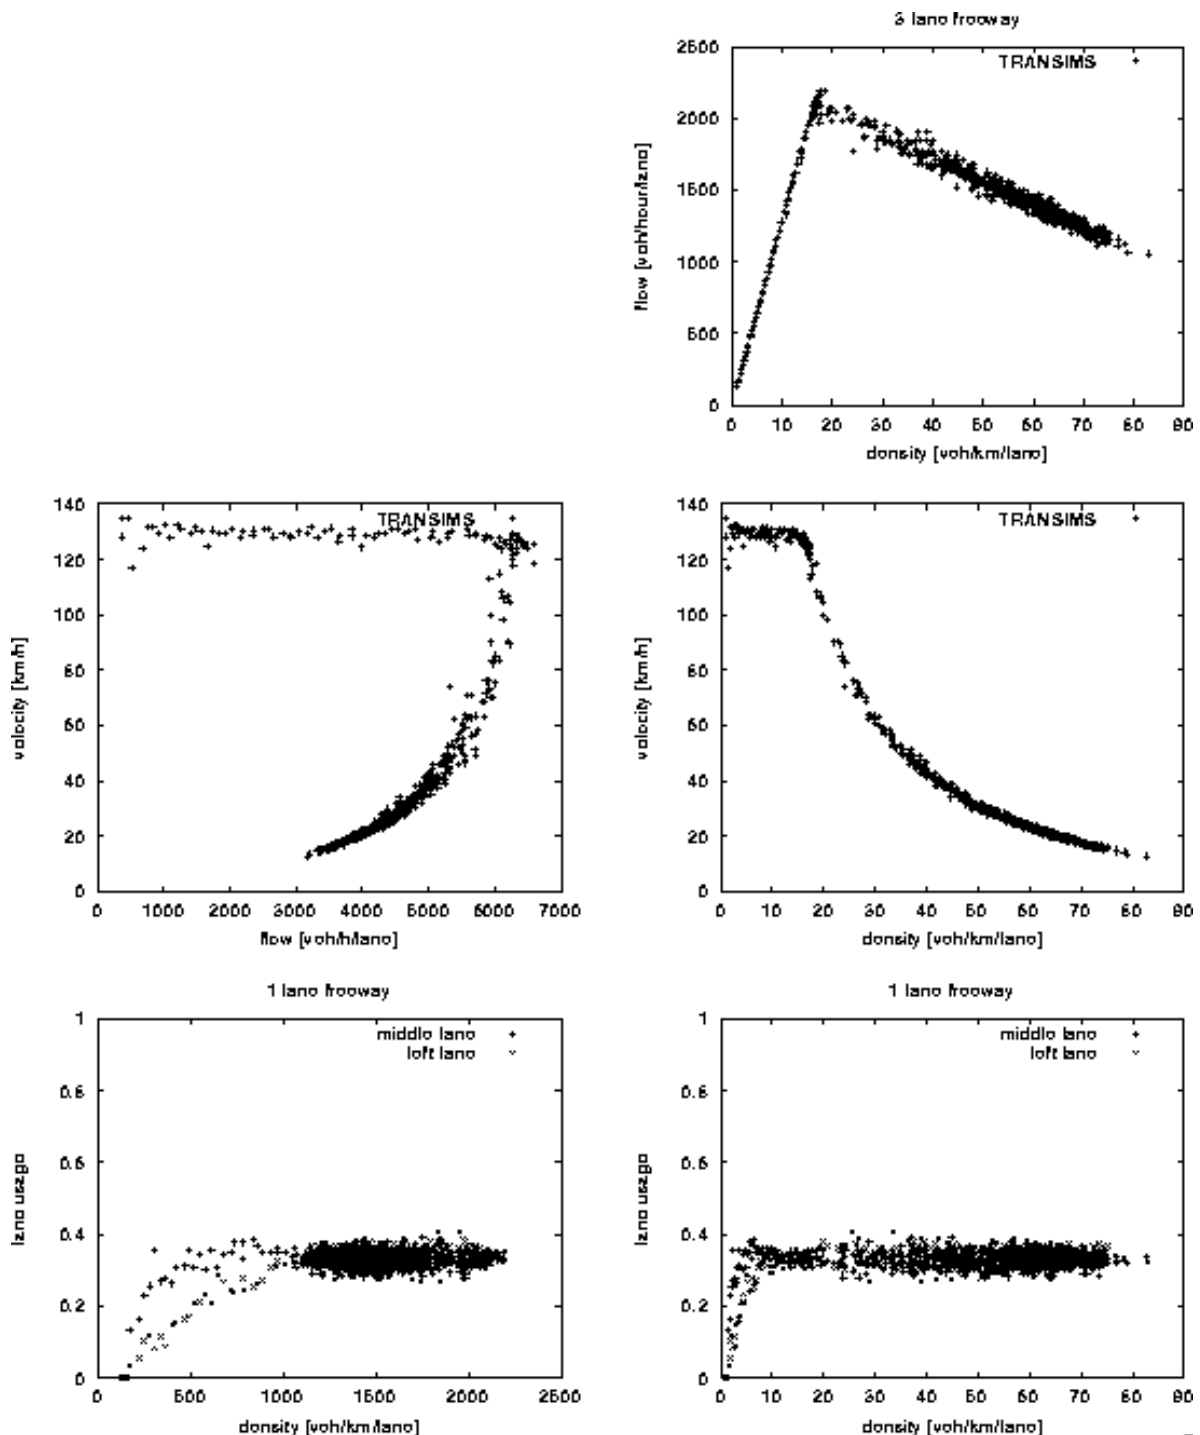 3 lane freeway
TRANSIMS
2500
2000
1500
1000
500
0
flow [veh/hour/lane]
0 10 20 30 40 50 60 70 80 90
density [veh/km/lane]
TRANSIMS
140
120
100
80
60
40
20
0
velocity [km/h]
0 1000 2000 3000 4000 5000 6000 7000
flow [veh/h/lane]
TRANSIMS
140
120
100
80
60
40
20
0
velocity [km/h]
0 10 20 30 40 50 60 70 80 90
density [veh/km/lane]
1 lane freeway
middle lane
left lane
1
0.8
0.6
0.4
0.2
0
lane usage
0 500 1000 1500 2000 2500
density [veh/km/lane]
1 lane freeway
middle lane
left lane
1
0.8
0.6
0.4
0.2
0
lane usage
0 10 20 30 40 50 60 70 80 90
density [veh/km/lane]